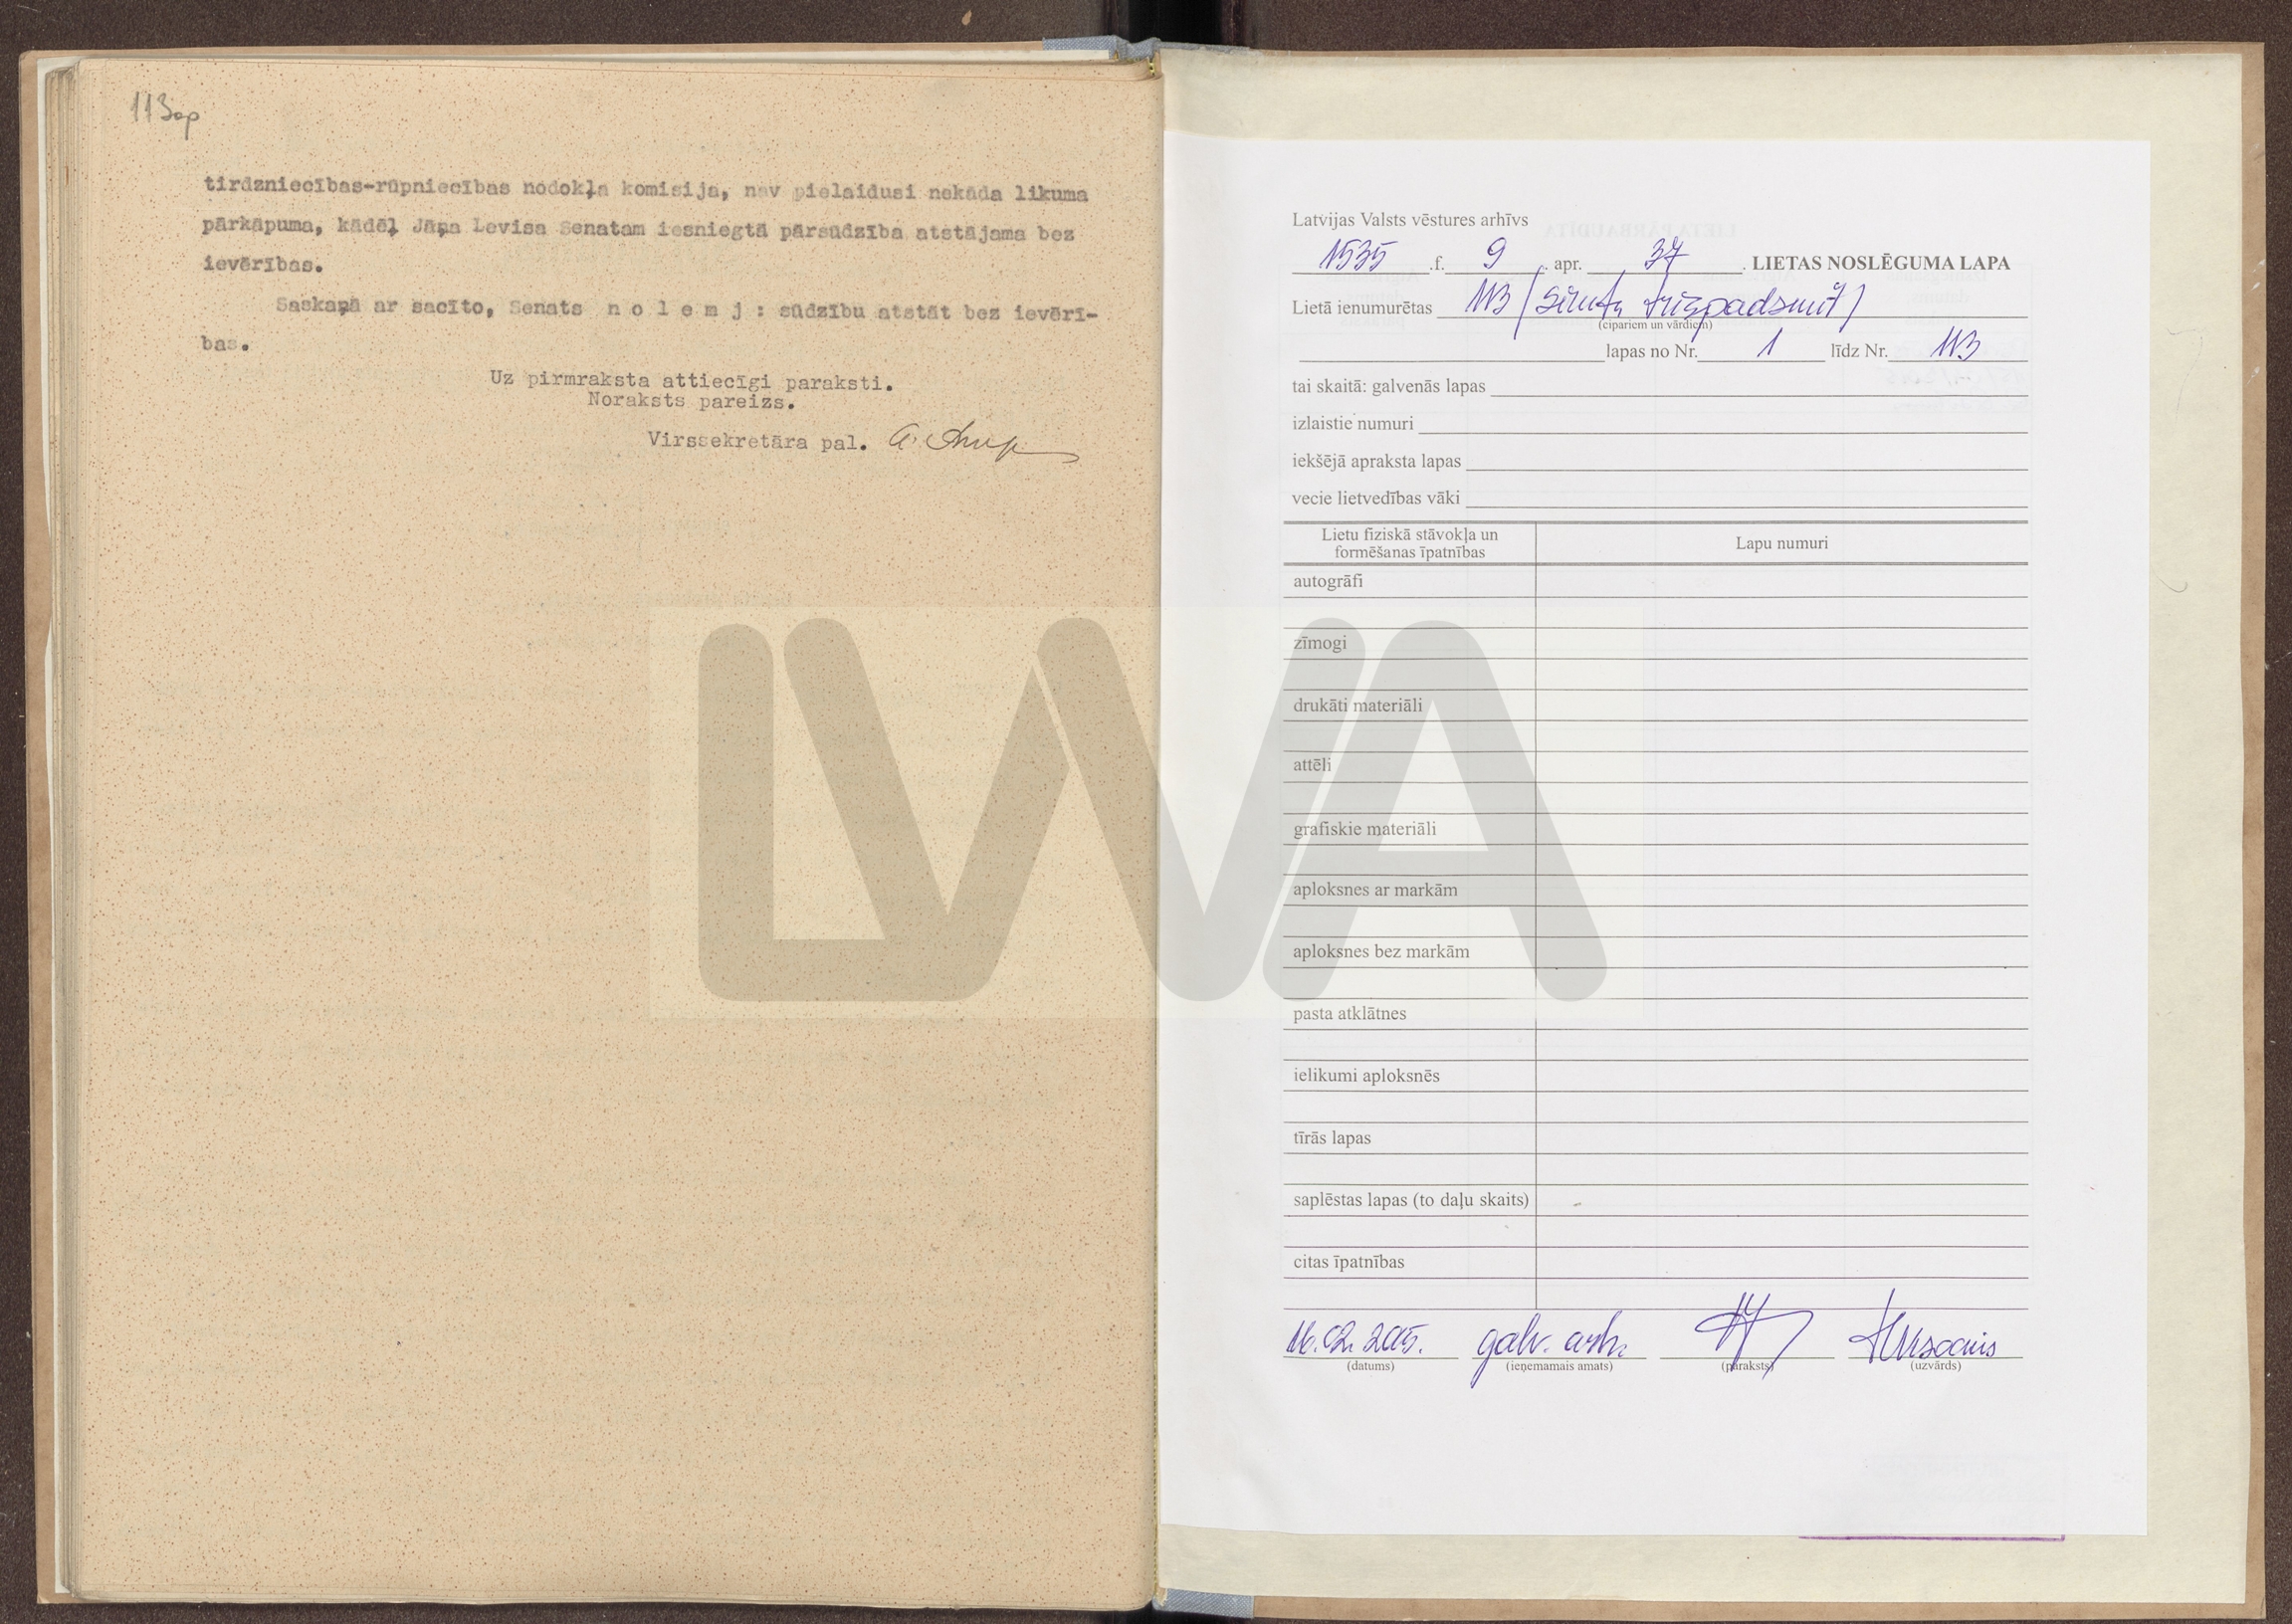 113op
tirdzniecības-rūpniecības nodokļa komisija, nav pielaidusi nekāda likuma
pārkāpuma, kādēļ Jāņa Levisa Senatam iesniegtā pārsūdzība atstājama bez
ievērības.
Saskaņā ar sacīto, Senats n o l e m j : sūdzību atstāt bez ievērī-
bas.
Uz pirmraksta attiecīgi paraksti.
Noraksts pareizs.
Virssekretāra pal. A.
Latvijas Valsts vēstures arhīvs
1535 .f. 9 . apr. 37 . LIETAS NOSLĒGUMA LAPA
Lietā ienumurētas 113 (Simtu trīspadsmit)
(cipariem un vārdiem)
lapas no Nr. 1 līdz Nr. 113
tai skaitā: galvenās lapas
izlaistie numuri
iekšējā apraksta lapas
vecie lietvedības vāki
Lietu fiziskā stāvokļa un
formēšanas īpatnības
Lapu numuri
autogrāfi
zīmogi
drukāti materiāli
attēli
grafiskie materiāli
aploksnes ar markām
aploksnes bez markām
pasta atklātnes
ielikumi aploksnēs
tīrās lapas
saplēstas lapas (to daļu skaits)
citas īpatnības
16.02.2015. galv. arh.
(datums) (ieņemamais amats) (paraksts) (uzvārds)
LVVA